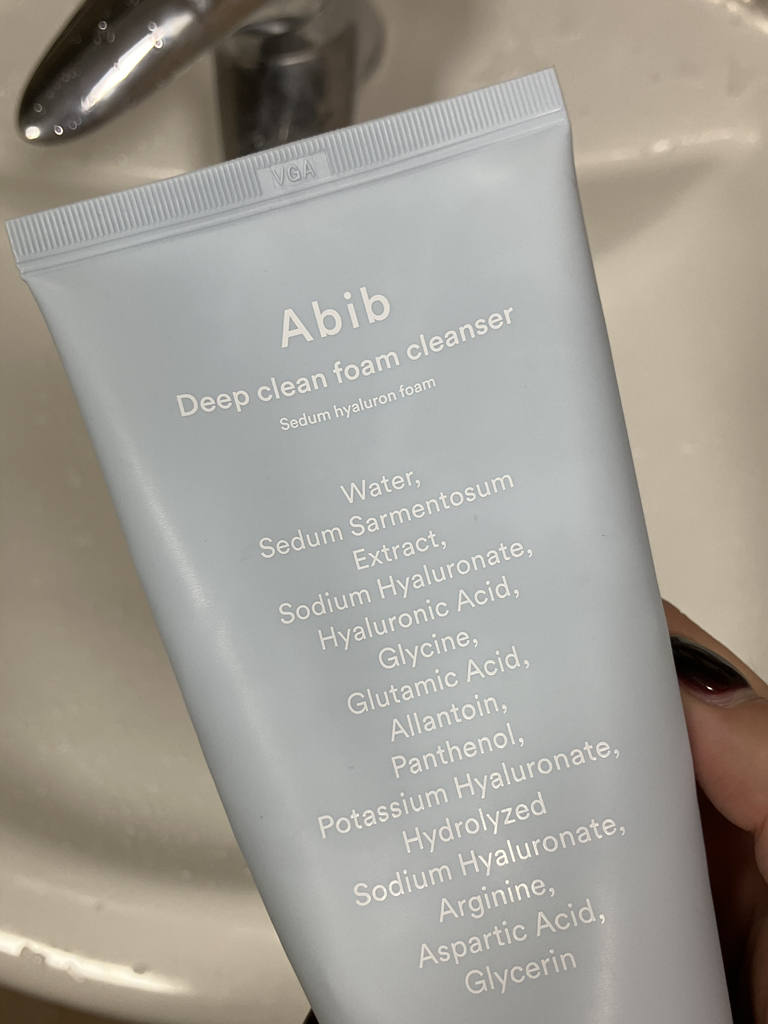 VGA
Abib
Deep clean foam cleanser
Sedum hyaluron foam
Water,
Sedum Sarmentosum
Extract,
Sodium Hyaluronate,
Hyaluronic Acid,
Glycine,
Glutamic Acid,
Allantoin,
Panthenol,
Potassium Hyaluronate,
Hydrolyzed
Sodium Hyaluronate,
Arginine,
Aspartic Acid,
Glycerin